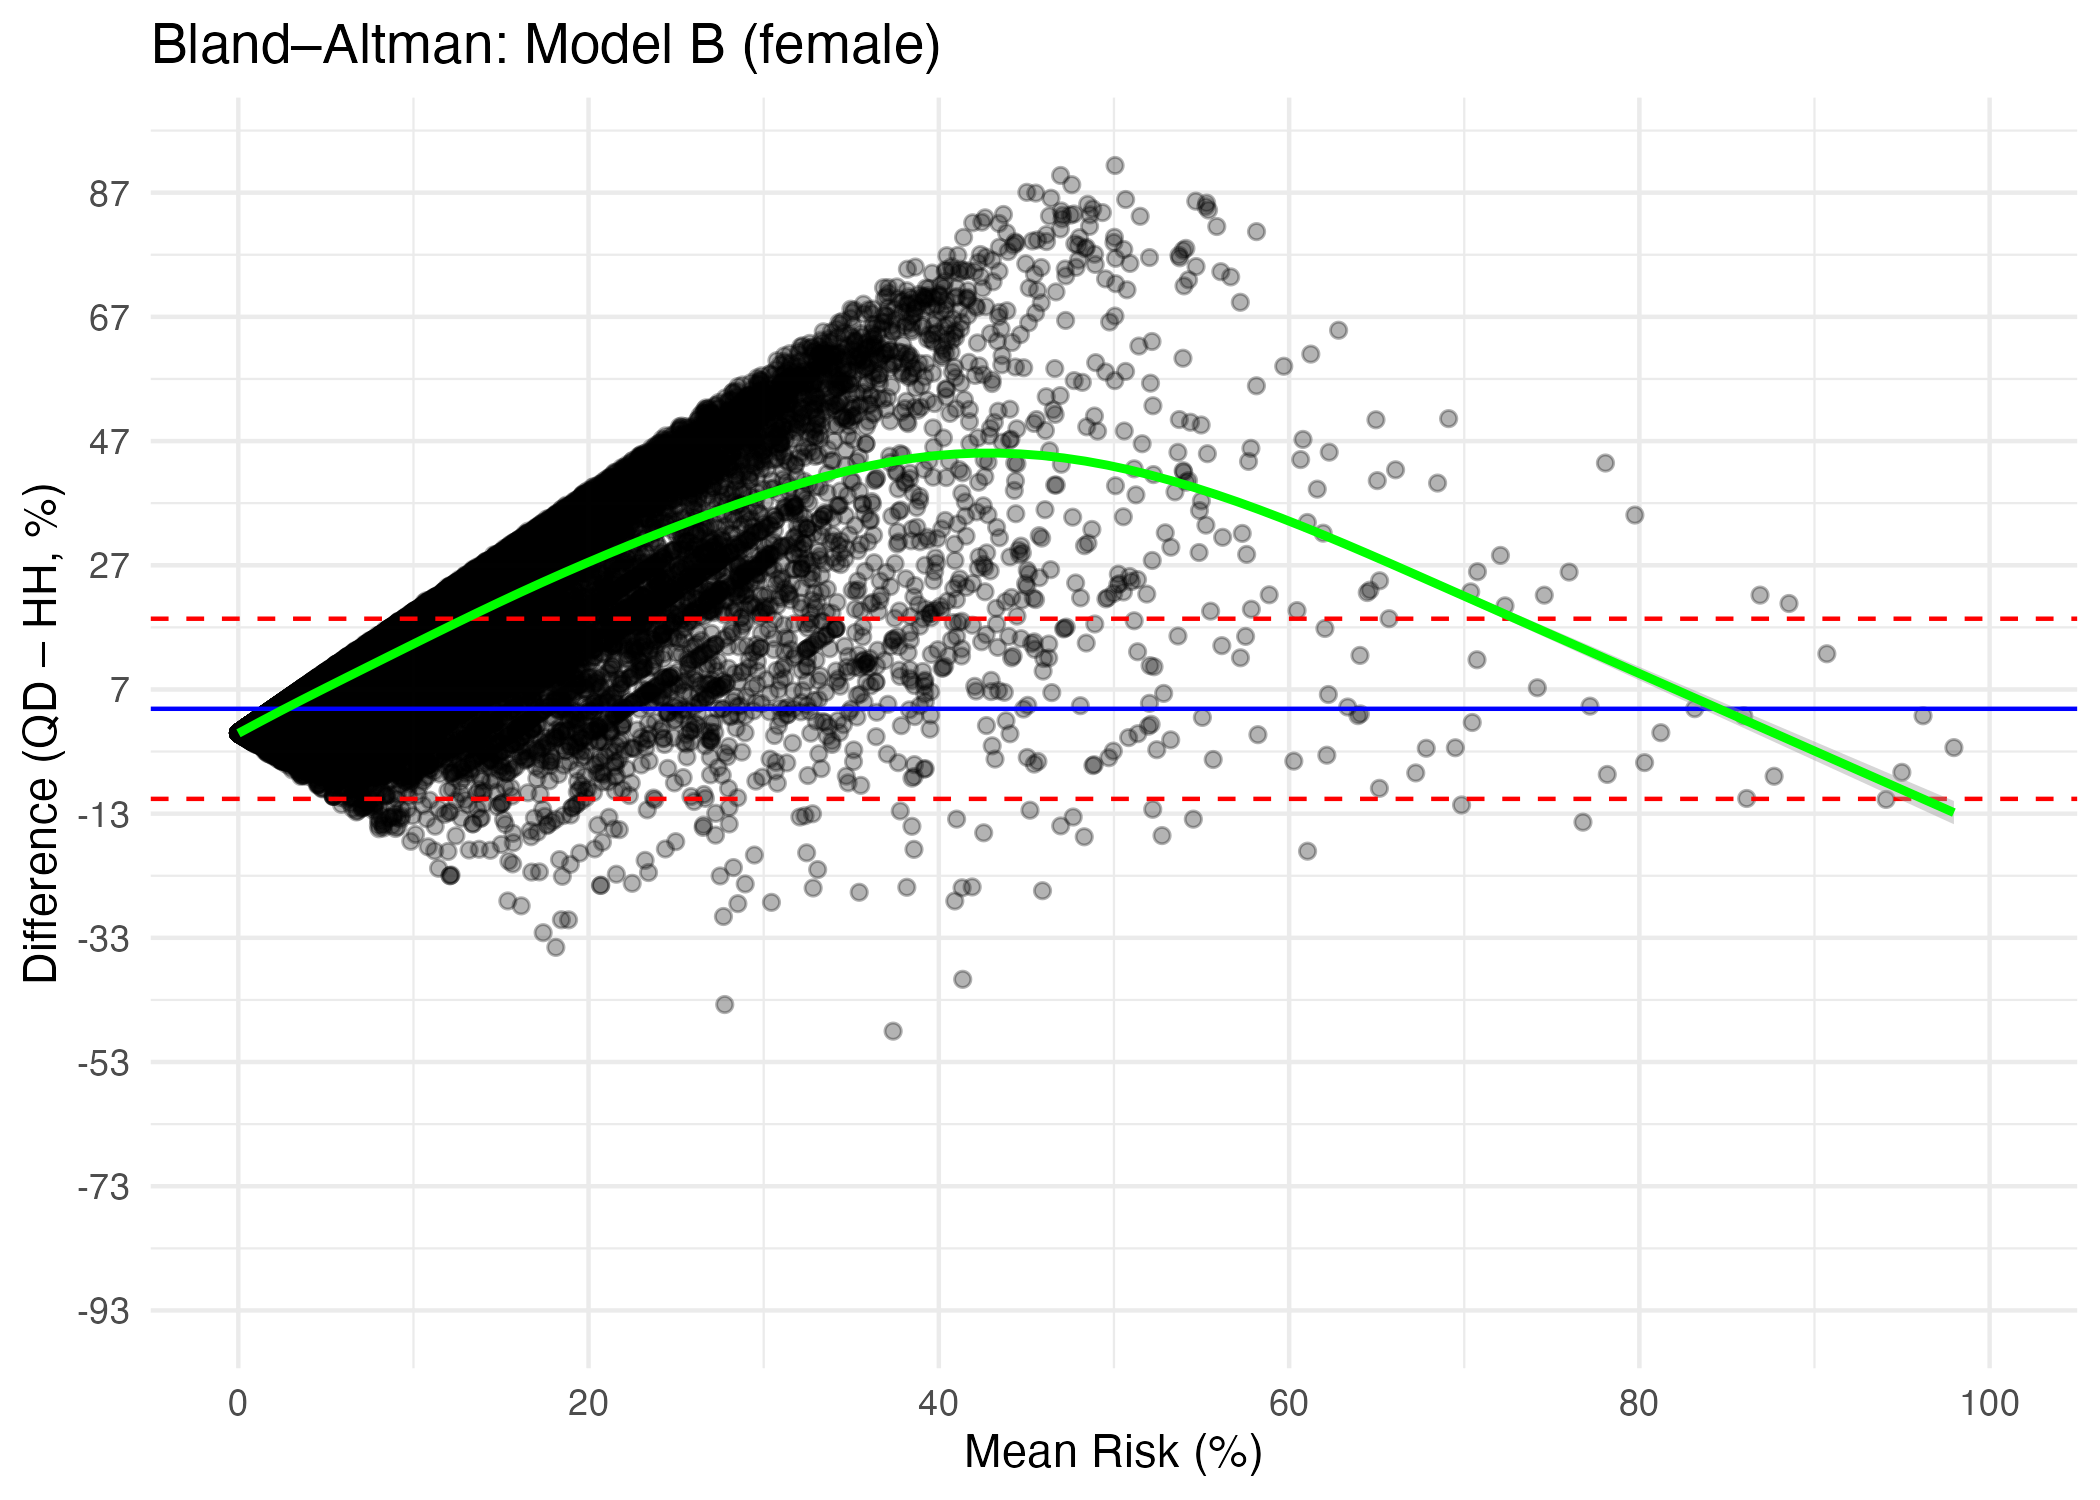 Bland–Altman: Model B (female)
Difference (QD – HH, %)
87
67
47
27
7
-13
-33
-53
-73
-93
0 20 40 60 80 100
Mean Risk (%)